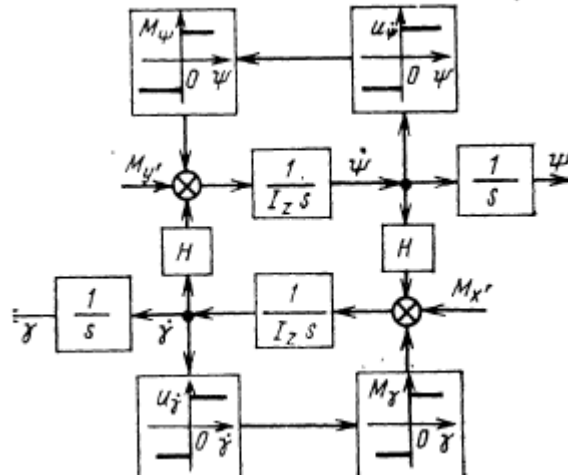 M_ψ u_ψ̇
0 ψ 0 ψ
M_y' 1 ψ̇ 1 ψ
I_z s s
H H
1 1 M_x'
s γ̇ I_z s
γ
u_γ̇ M_γ
0 γ̇ 0 γ